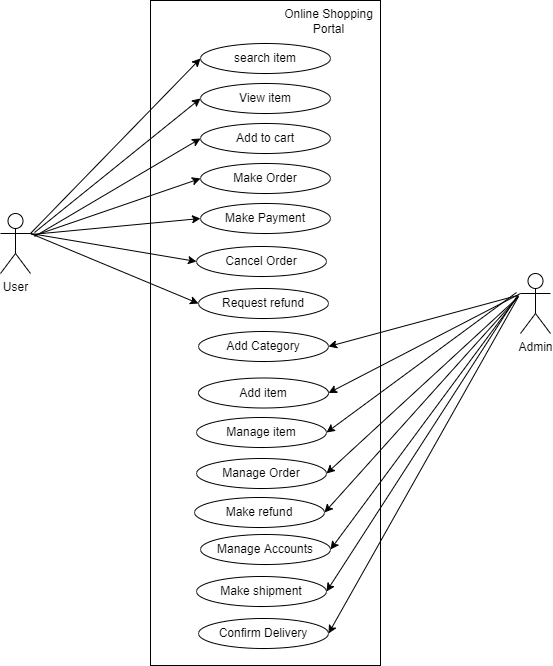 Online Shopping
Portal
search item
View item
Add to cart
Make Order
Make Payment
Cancel Order
User
Request refund
Add Category
Admin
Add item
Manage item
Manage Order
Make refund
Manage Accounts
Make shipment
Confirm Delivery